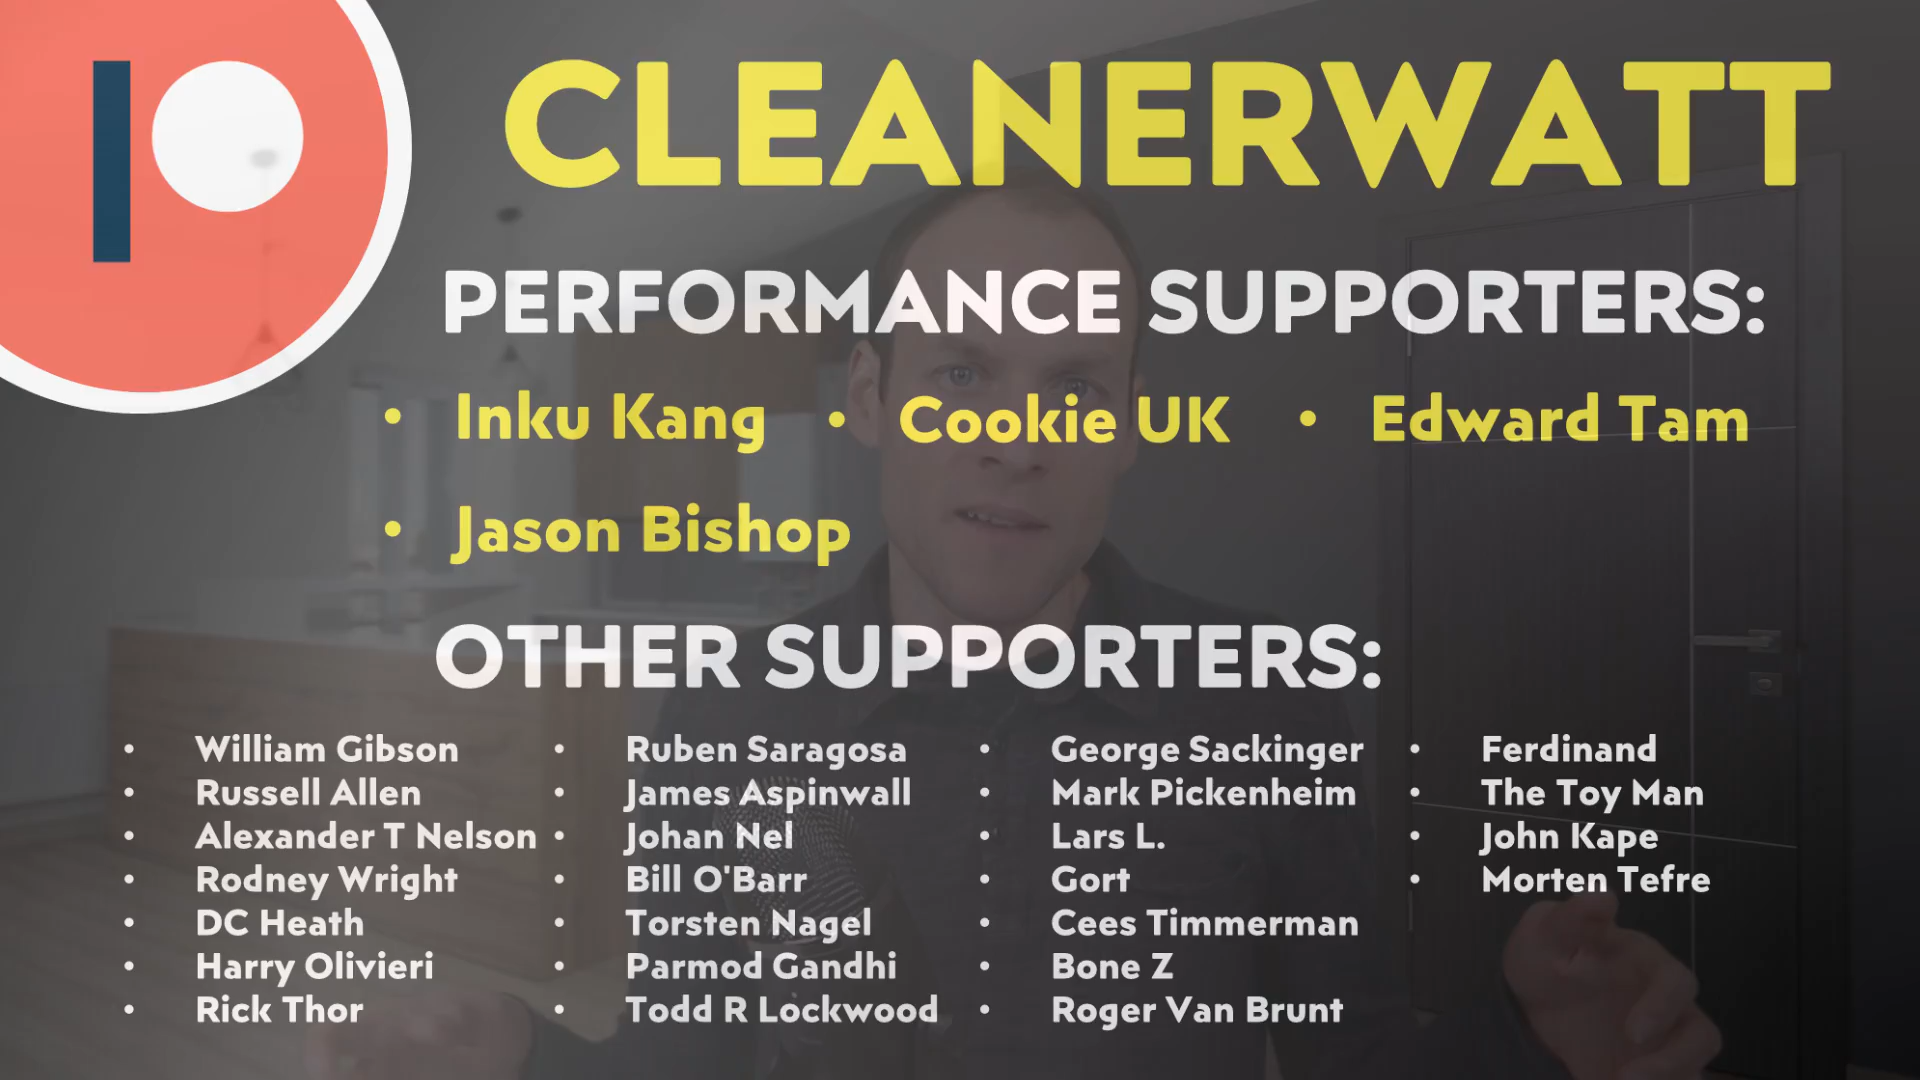 CLEANERWATT
PERFORMANCE SUPPORTERS:
• Inku Kang • Cookie UK • Edward Tam
• Jason Bishop
OTHER SUPPORTERS:
• William Gibson
• Russell Allen
• Alexander T Nelson
• Rodney Wright
• DC Heath
• Harry Olivieri
• Rick Thor
• Ruben Saragosa
• James Aspinwall
• Johan Nel
• Bill O'Barr
• Torsten Nagel
• Parmod Gandhi
• Todd R Lockwood
• George Sackinger
• Mark Pickenheim
• Lars L.
• Gort
• Cees Timmerman
• Bone Z
• Roger Van Brunt
• Ferdinand
• The Toy Man
• John Kape
• Morten Tefre